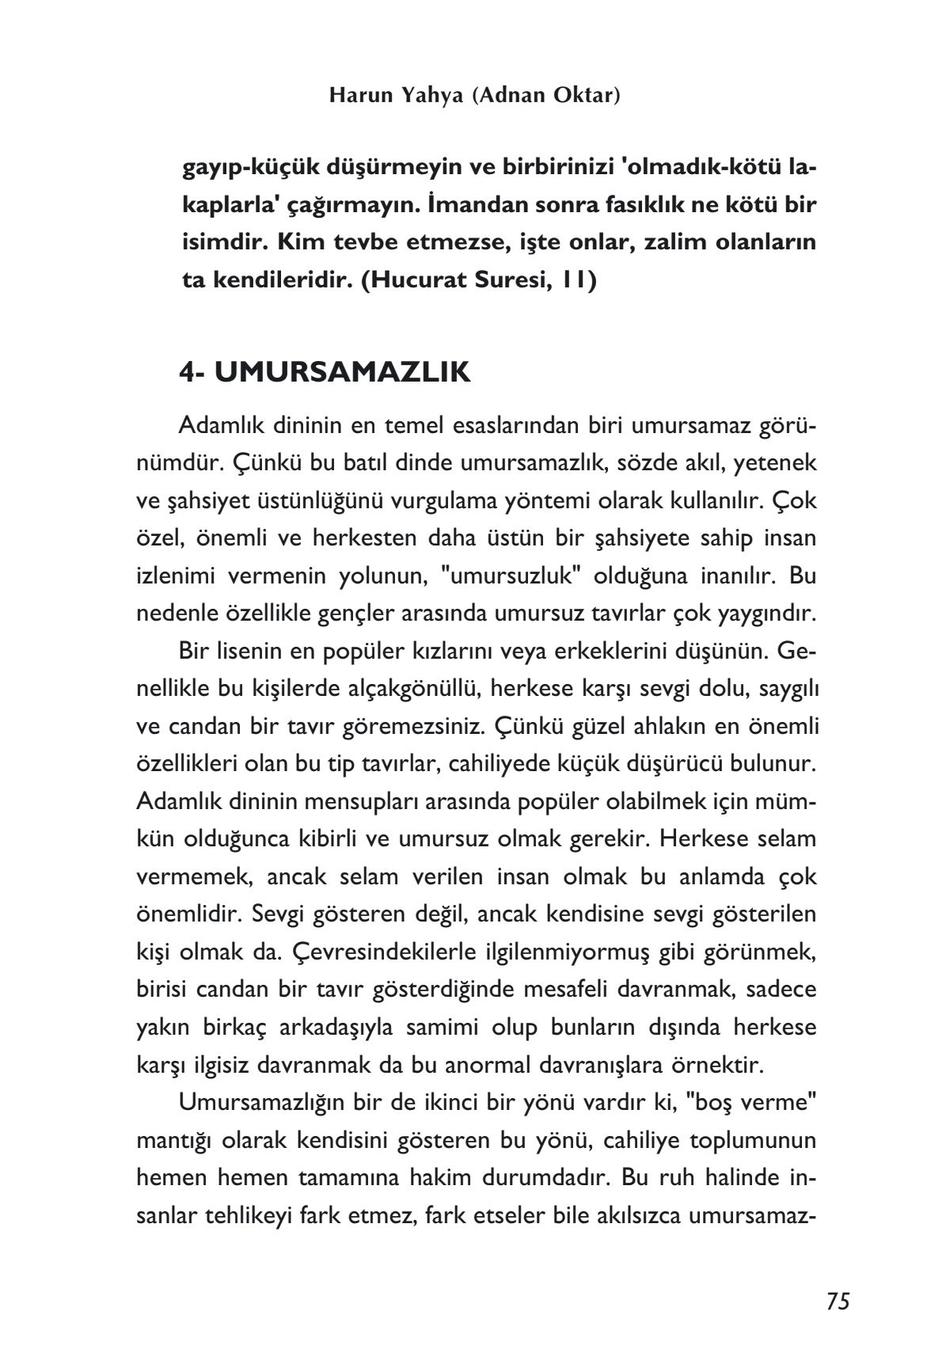 Harun Yahya (Adnan Oktar)
gayıp-küçük düşürmeyin ve birbirinizi 'olmadık-kötü la-
kaplarla' çağırmayın. İmandan sonra fasıklık ne kötü bir
isimdir. Kim tevbe etmezse, işte onlar, zalim olanların
ta kendileridir. (Hucurat Suresi, 11)
4- UMURSAMAZLIK
Adamlık dininin en temel esaslarından biri umursamaz görü-
nümdür. Çünkü bu batıl dinde umursamazlık, sözde akıl, yetenek
ve şahsiyet üstünlüğünü vurgulama yöntemi olarak kullanılır. Çok
özel, önemli ve herkesten daha üstün bir şahsiyete sahip insan
izlenimi vermenin yolunun, "umursuzluk" olduğuna inanılır. Bu
nedenle özellikle gençler arasında umursuz tavırlar çok yaygındır.
Bir lisenin en popüler kızlarını veya erkeklerini düşünün. Ge-
nellikle bu kişilerde alçakgönüllü, herkese karşı sevgi dolu, saygılı
ve candan bir tavır göremezsiniz. Çünkü güzel ahlakın en önemli
özellikleri olan bu tip tavırlar, cahiliyede küçük düşürücü bulunur.
Adamlık dininin mensupları arasında popüler olabilmek için müm-
kün olduğunca kibirli ve umursuz olmak gerekir. Herkese selam
vermemek, ancak selam verilen insan olmak bu anlamda çok
önemlidir. Sevgi gösteren değil, ancak kendisine sevgi gösterilen
kişi olmak da. Çevresindekilerle ilgilenmiyormuş gibi görünmek,
birisi candan bir tavır gösterdiğinde mesafeli davranmak, sadece
yakın birkaç arkadaşıyla samimi olup bunların dışında herkese
karşı ilgisiz davranmak da bu anormal davranışlara örnektir.
Umursamazlığın bir de ikinci bir yönü vardır ki, "boş verme"
mantığı olarak kendisini gösteren bu yönü, cahiliye toplumunun
hemen hemen tamamına hakim durumdadır. Bu ruh halinde in-
sanlar tehlikeyi fark etmez, fark etseler bile akılsızca umursamaz-
75